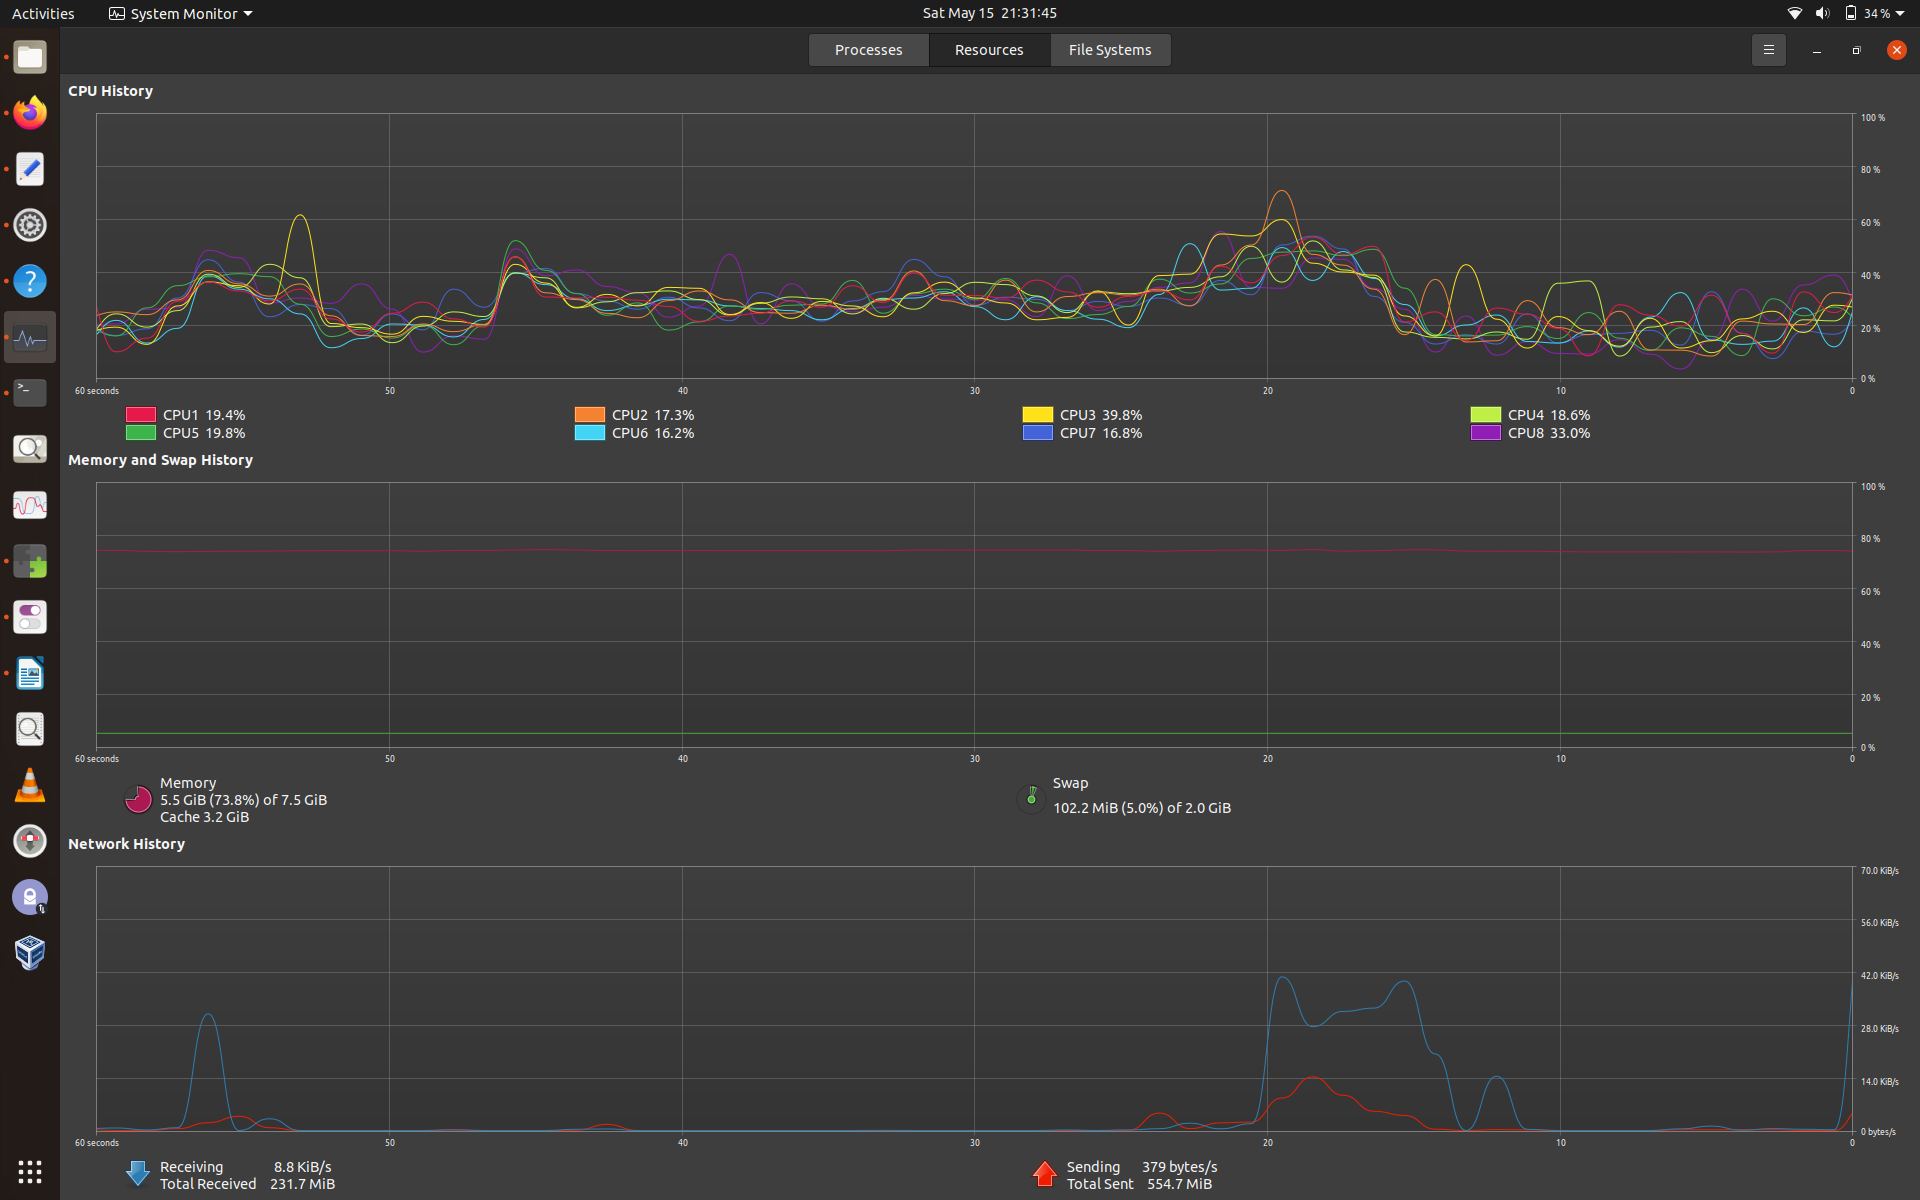 Activities System Monitor Sat May 15 21:31:45 34 %
Processes Resources File Systems
CPU History
100 %
80 %
60 %
40 %
20 %
0 %
60 seconds 50 40 30 20 10 0
CPU1 19.4% CPU2 17.3% CPU3 39.8% CPU4 18.6%
CPU5 19.8% CPU6 16.2% CPU7 16.8% CPU8 33.0%
Memory and Swap History
100 %
80 %
60 %
40 %
20 %
0 %
60 seconds 50 40 30 20 10 0
Memory
5.5 GiB (73.8%) of 7.5 GiB
Cache 3.2 GiB
Swap
102.2 MiB (5.0%) of 2.0 GiB
Network History
70.0 KiB/s
56.0 KiB/s
42.0 KiB/s
28.0 KiB/s
14.0 KiB/s
0 bytes/s
60 seconds 50 40 30 20 10 0
Receiving 8.8 KiB/s
Total Received 231.7 MiB
Sending 379 bytes/s
Total Sent 554.7 MiB